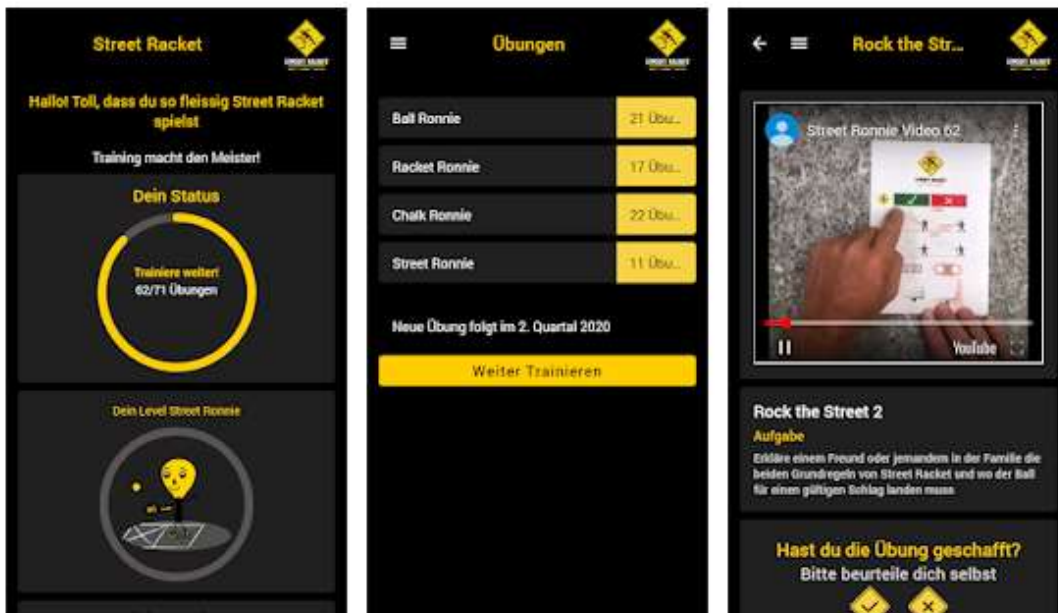 Street Racket
Hallo! Toll, dass du so fleissig Street Racket
spielst
Training macht den Meister!
Dein Status
Trainiere weiter!
62/71 Übungen
Dein Level Street Ronnie
Übungen
Ball Ronnie 21 Übu...
Racket Ronnie 17 Übu...
Chalk Ronnie 22 Übu...
Street Ronnie 11 Übu...
Neue Übung folgt im 2. Quartal 2020
Weiter Trainieren
Rock the Str...
Street Ronnie Video 62
YouTube
Rock the Street 2
Aufgabe
Erkläre einem Freund oder jemandem in der Familie die
beiden Grundregeln von Street Racket und wo der Ball
für einen gültigen Schlag landen muss
Hast du die Übung geschafft?
Bitte beurteile dich selbst